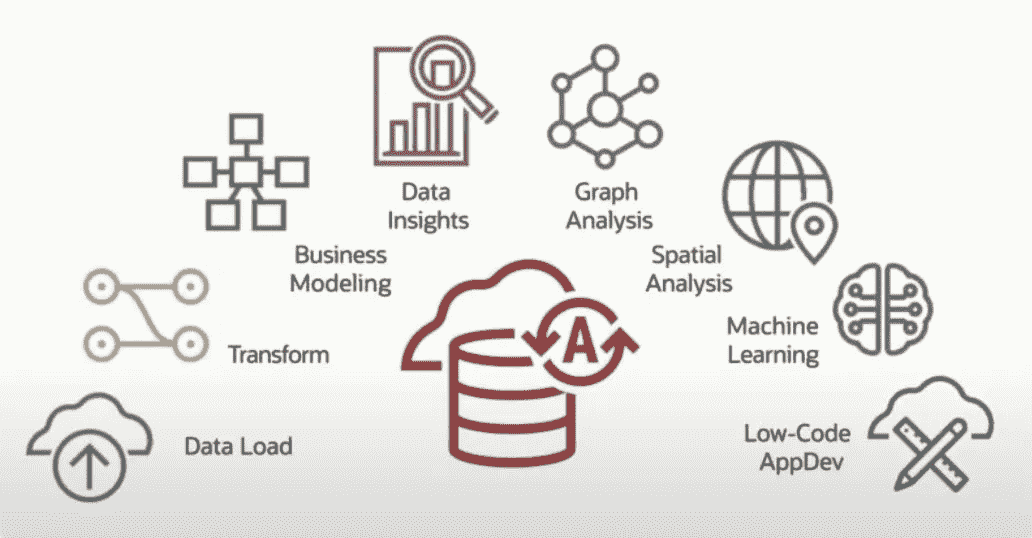 Data
Insights
Graph
Analysis
Business
Modeling
Spatial
Analysis
Transform
Machine
Learning
Data Load
Low-Code
AppDev
A